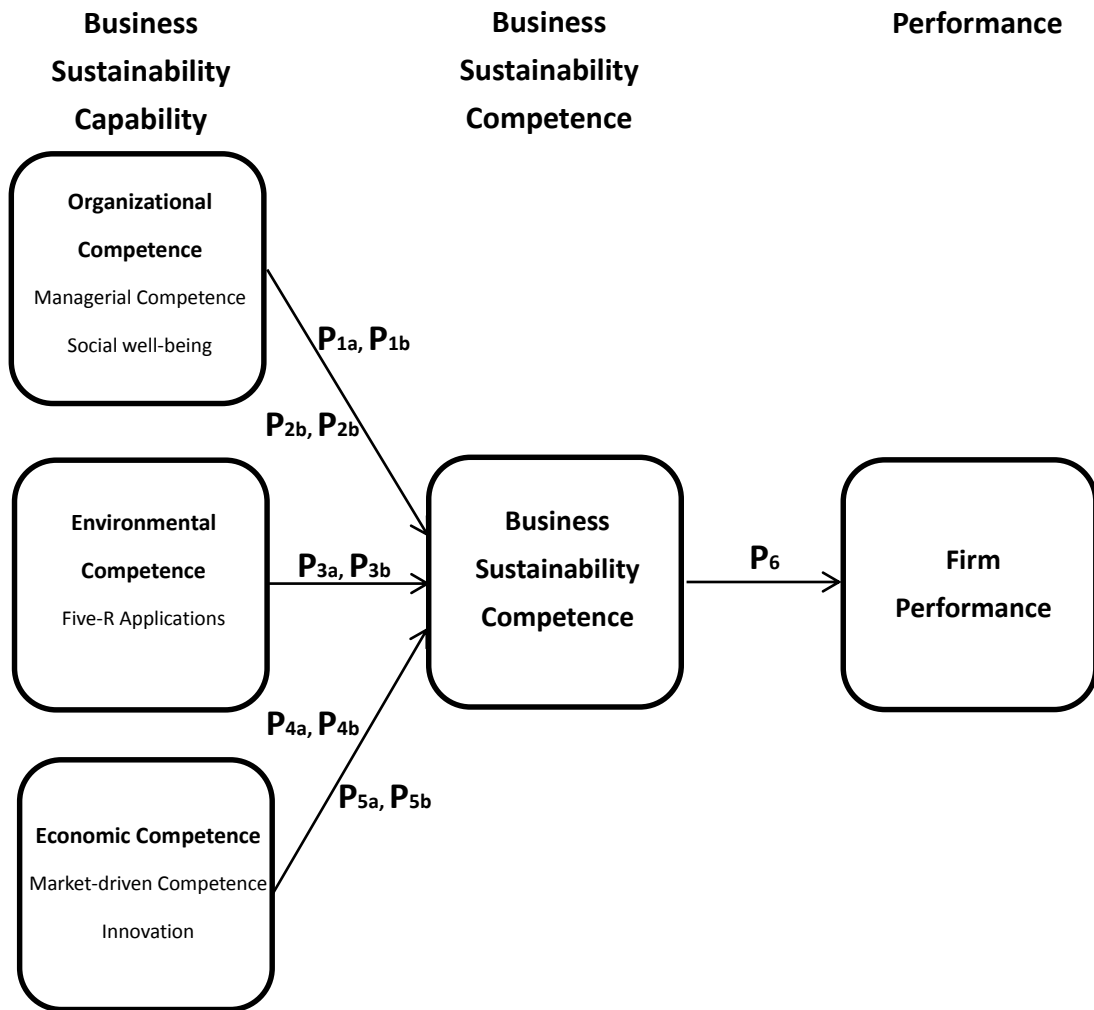 Business
Sustainability
Capability
Business
Sustainability
Competence
Performance
Organizational
Competence
Managerial Competence
Social well-being
P1a, P1b
P2b, P2b
Environmental
Competence
Five-R Applications
P3a, P3b
Business
Sustainability
Competence
P6
Firm
Performance
P4a, P4b
P5a, P5b
Economic Competence
Market-driven Competence
Innovation